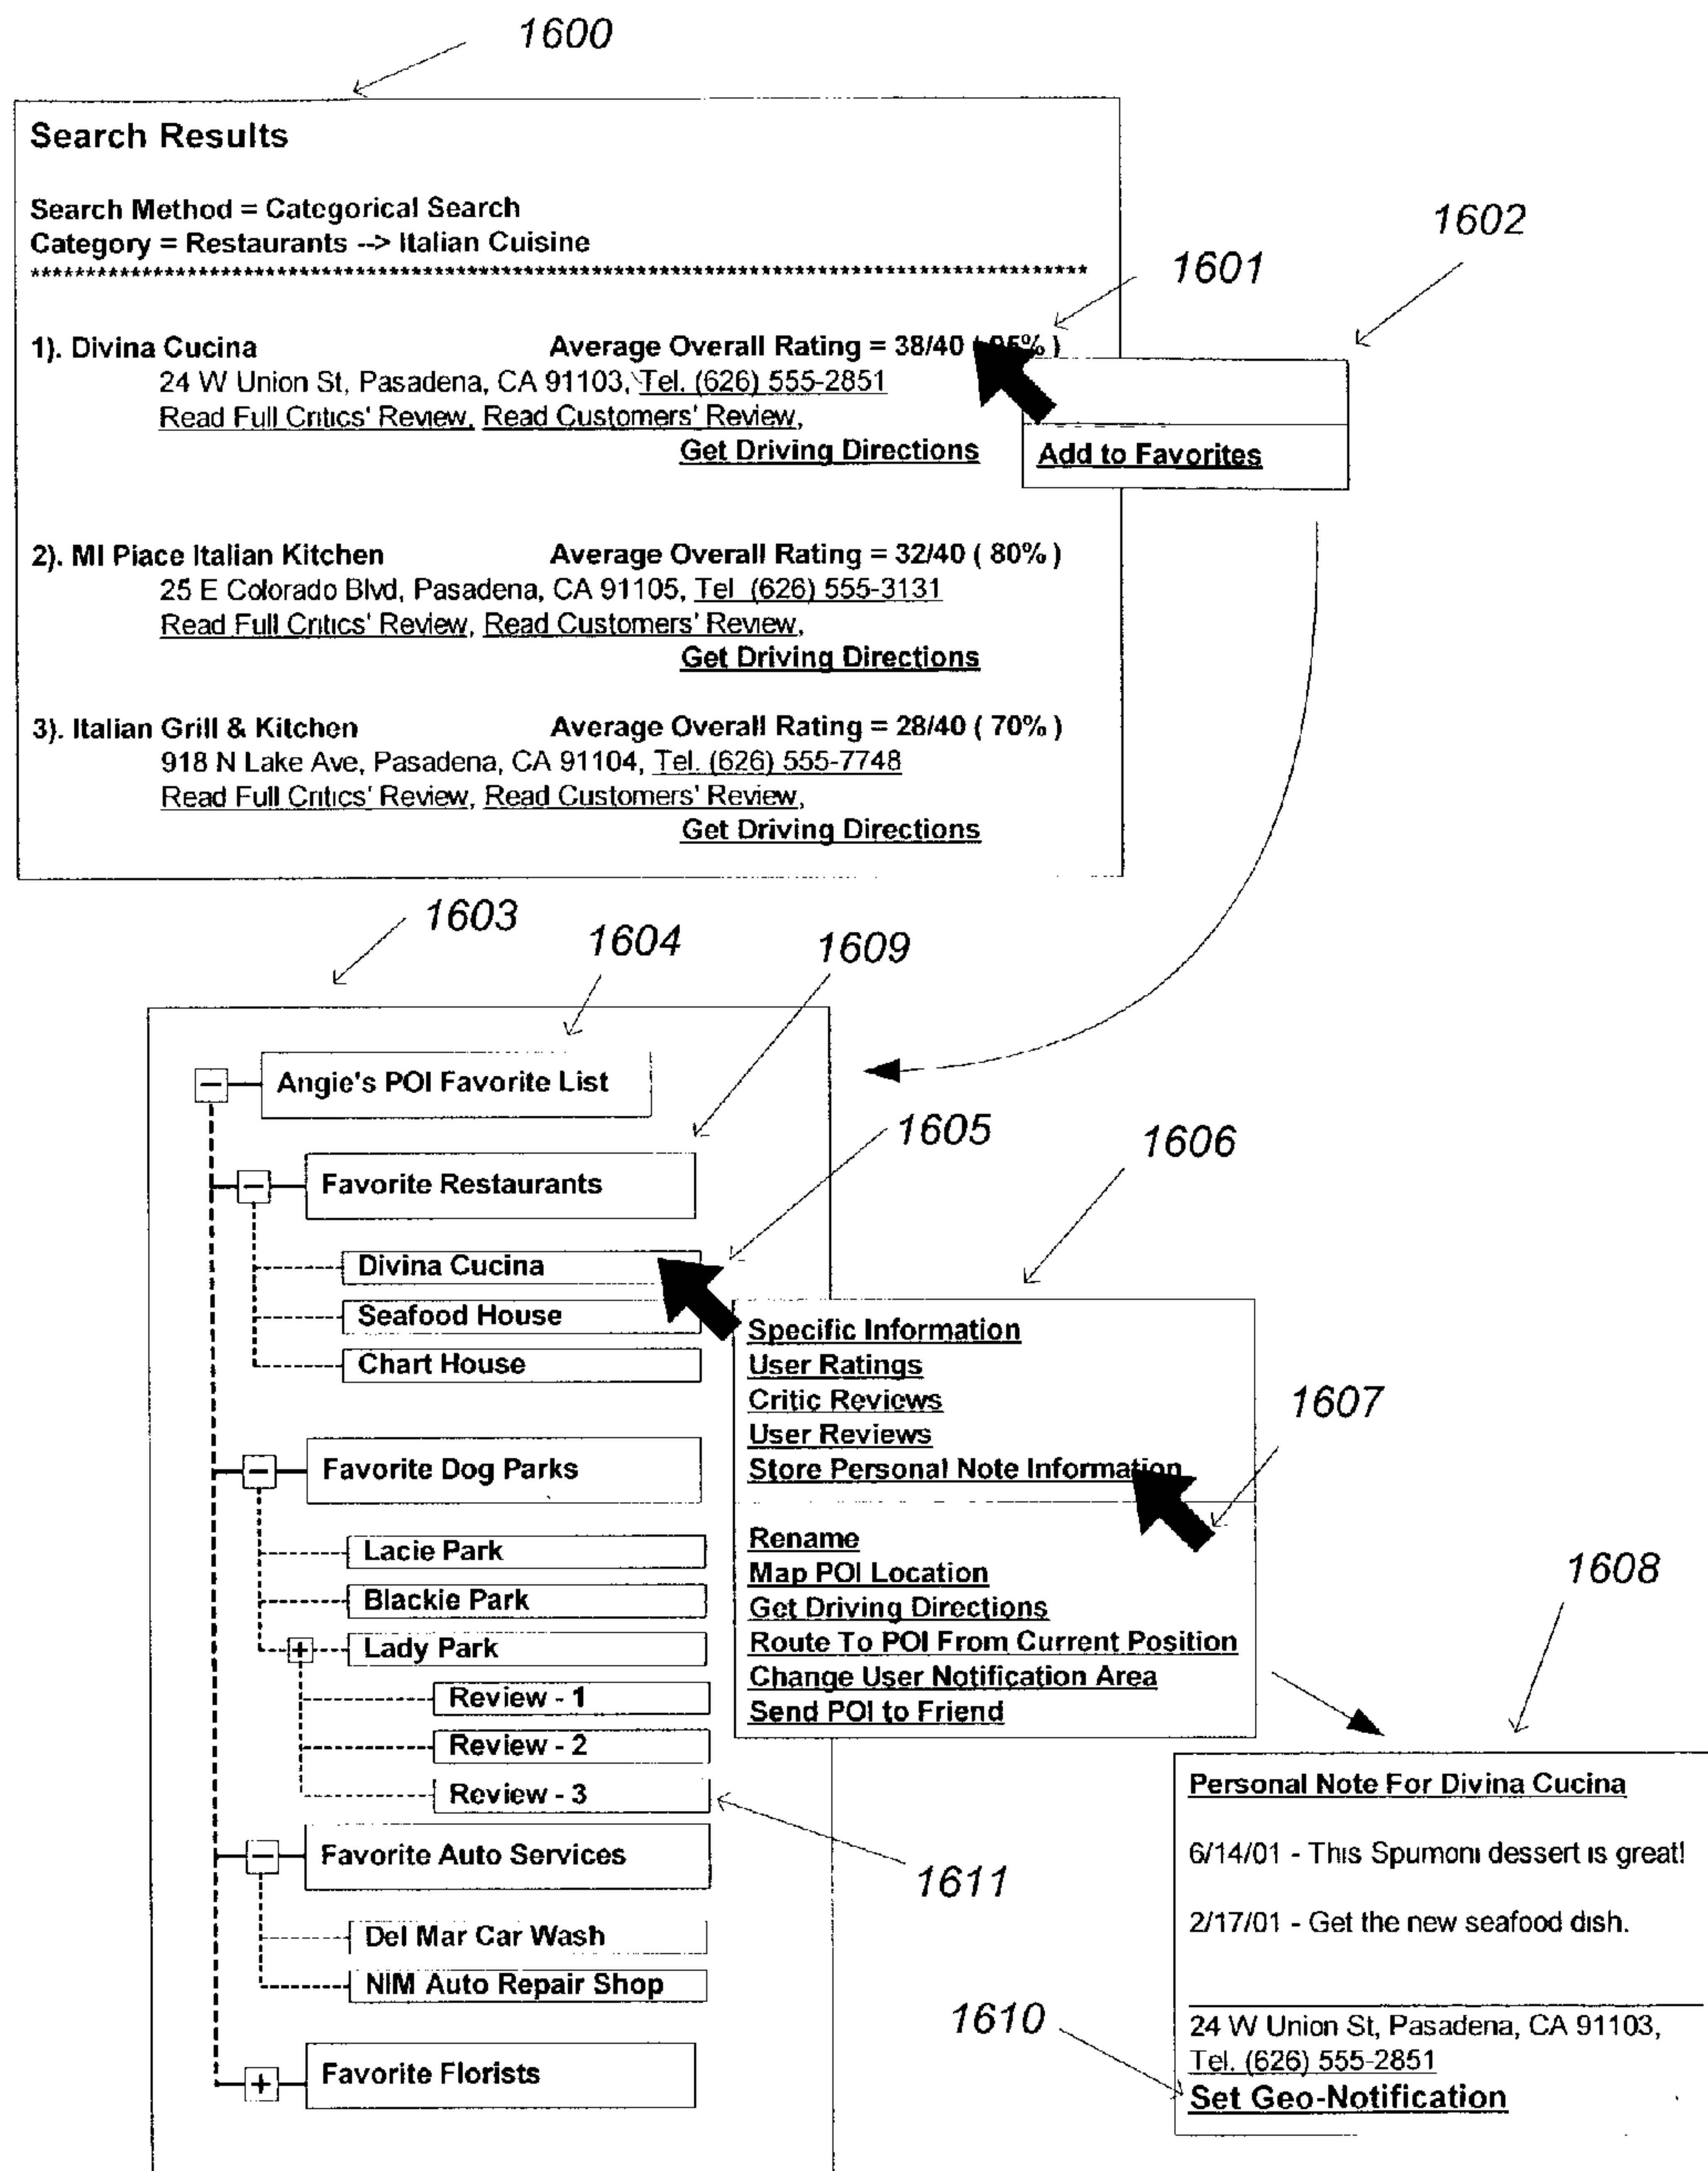 1600
Search Results
Search Method = Categorical Search
Category = Restaurants --> Italian Cuisine
****************************************************************************************************
1602
1601
1). Divina Cucina Average Overall Rating = 38/40 ( 95% )
24 W Union St, Pasadena, CA 91103, Tel. (626) 555-2851
Read Full Critics' Review, Read Customers' Review,
Get Driving Directions
Add to Favorites
2). MI Piace Italian Kitchen Average Overall Rating = 32/40 ( 80% )
25 E Colorado Blvd, Pasadena, CA 91105, Tel (626) 555-3131
Read Full Critics' Review, Read Customers' Review,
Get Driving Directions
3). Italian Grill & Kitchen Average Overall Rating = 28/40 ( 70% )
918 N Lake Ave, Pasadena, CA 91104, Tel. (626) 555-7748
Read Full Critics' Review, Read Customers' Review,
Get Driving Directions
1603
1604
1609
Angie's POI Favorite List
1605
1606
Favorite Restaurants
Divina Cucina
Seafood House
Chart House
Specific Information
User Ratings
Critic Reviews
User Reviews
Store Personal Note Information
1607
Rename
Map POI Location
Get Driving Directions
Route To POI From Current Position
Change User Notification Area
Send POI to Friend
1608
Favorite Dog Parks
Lacie Park
Blackie Park
Lady Park
Review - 1
Review - 2
Review - 3
1611
Favorite Auto Services
Del Mar Car Wash
NIM Auto Repair Shop
Favorite Florists
Personal Note For Divina Cucina
6/14/01 - This Spumoni dessert is great!
2/17/01 - Get the new seafood dish.
1610
24 W Union St, Pasadena, CA 91103,
Tel. (626) 555-2851
Set Geo-Notification